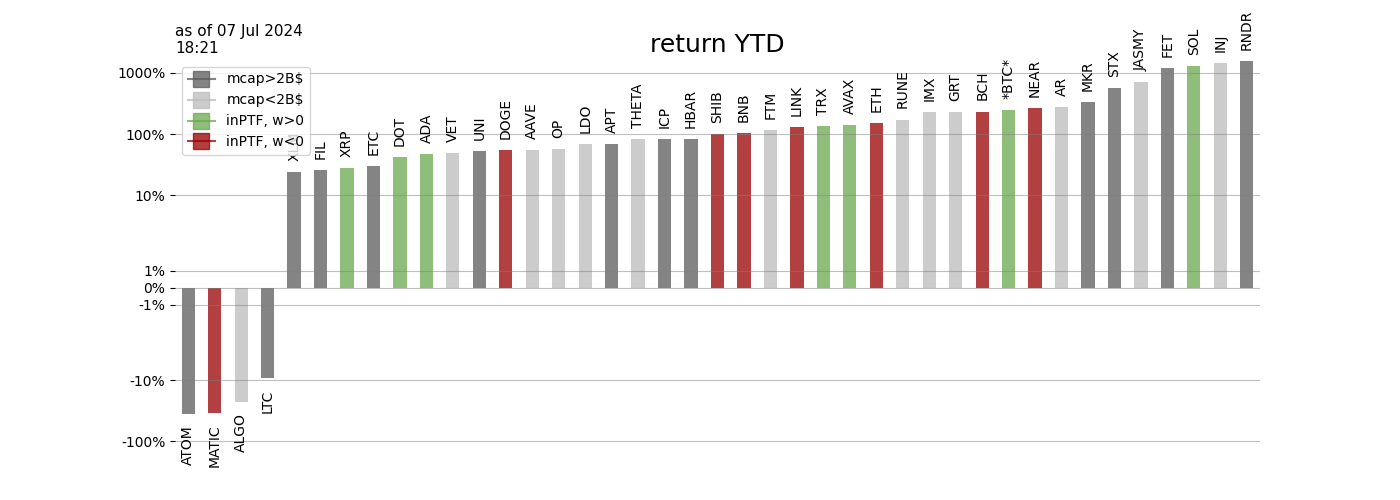 as of 07 Jul 2024
18:21
return YTD
mcap>2B$
mcap<2B$
inPTF, w>0
inPTF, w<0
1000%
100%
10%
1%
0%
-1%
-10%
-100%
ATOM
MATIC
ALGO
LTC
FIL
XRP
ETC
DOT
ADA
VET
UNI
DOGE
AAVE
OP
LDO
APT
THETA
ICP
HBAR
SHIB
BNB
FTM
LINK
TRX
AVAX
ETH
RUNE
IMX
GRT
BCH
*BTC*
NEAR
AR
MKR
STX
JASMY
FET
SOL
INJ
RNDR